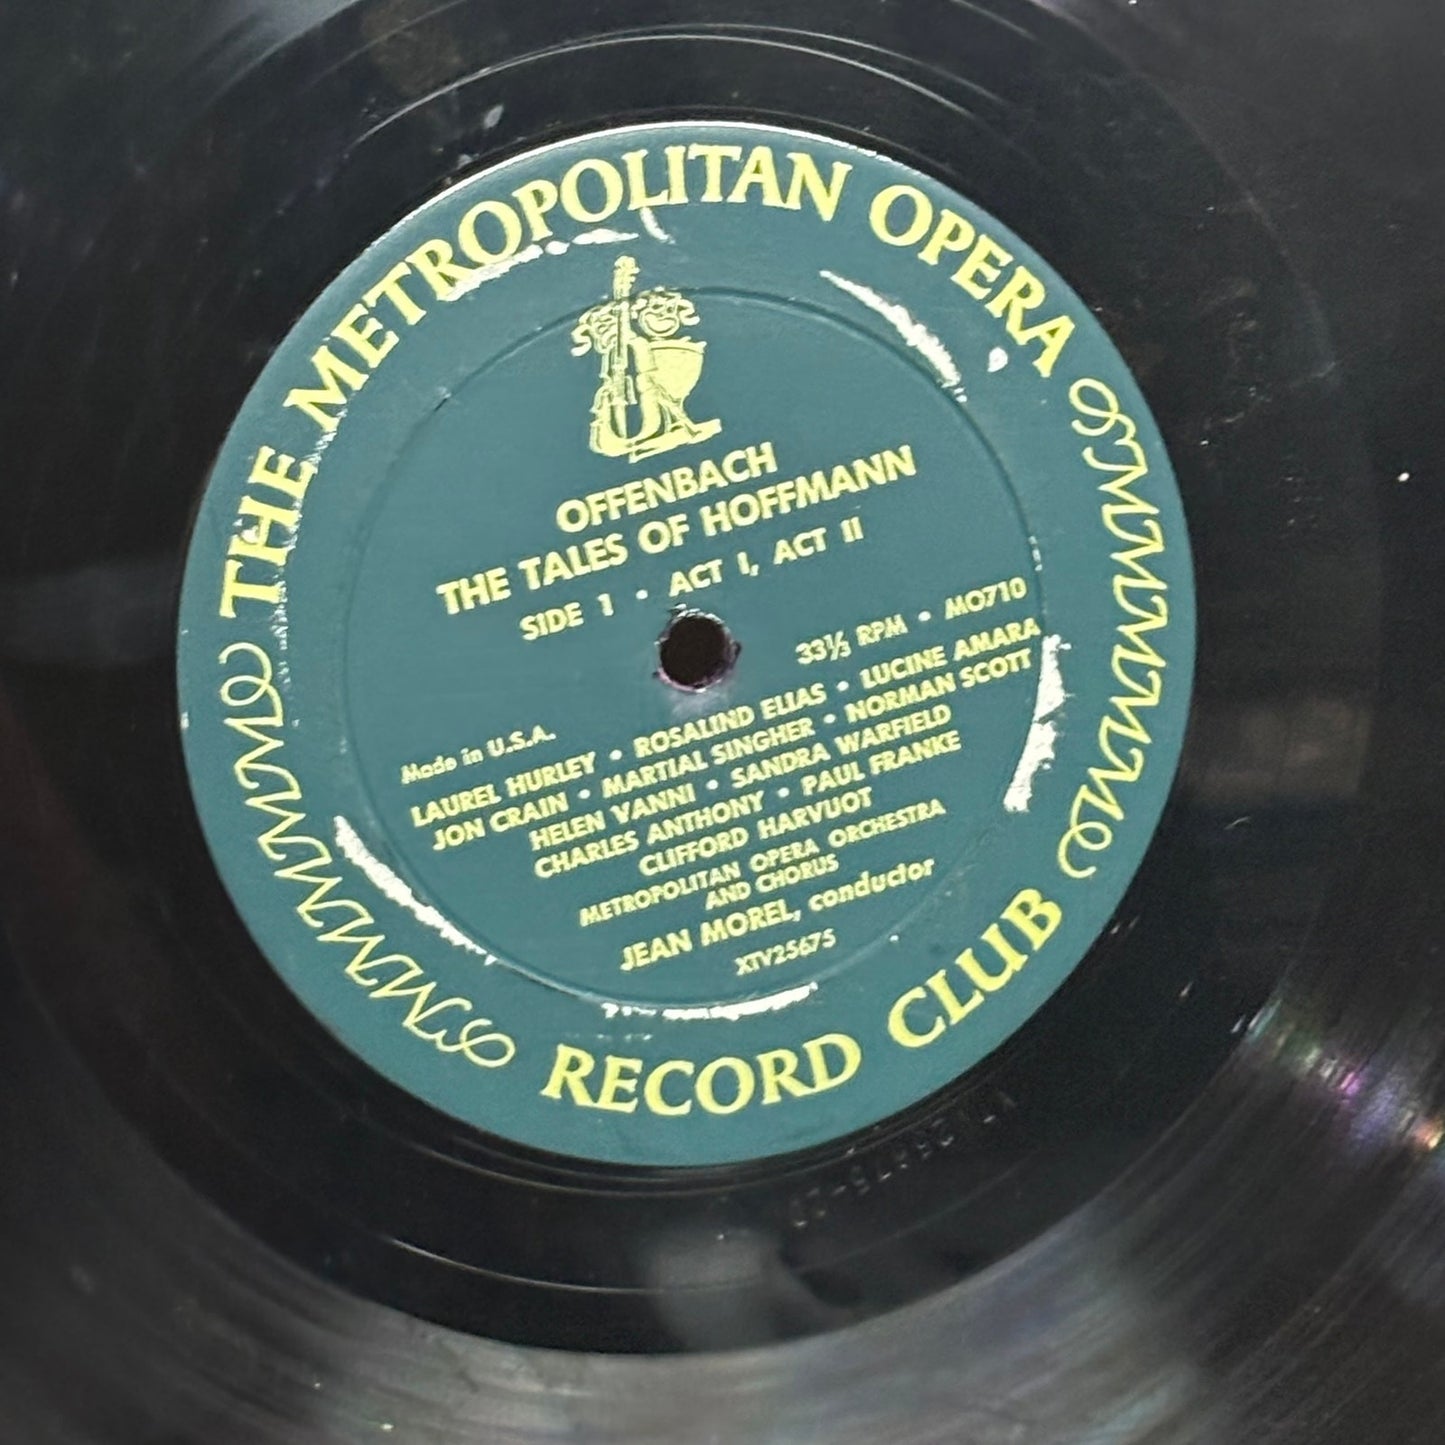 THE METROPOLITAN OPERA
OFFENBACH
THE TALES OF HOFFMANN
SIDE 1 • ACT I, ACT II
33⅓ RPM • MO710
Made in U.S.A.
LAUREL HURLEY • ROSALIND ELIAS • LUCINE AMARA
JON CRAIN • MARTIAL SINGHER • NORMAN SCOTT
HELEN VANNI • SANDRA WARFIELD
CHARLES ANTHONY • PAUL FRANKE
CLIFFORD HARVUOT
METROPOLITAN OPERA ORCHESTRA
AND CHORUS
JEAN MOREL, conductor
XTV25675
RECORD CLUB